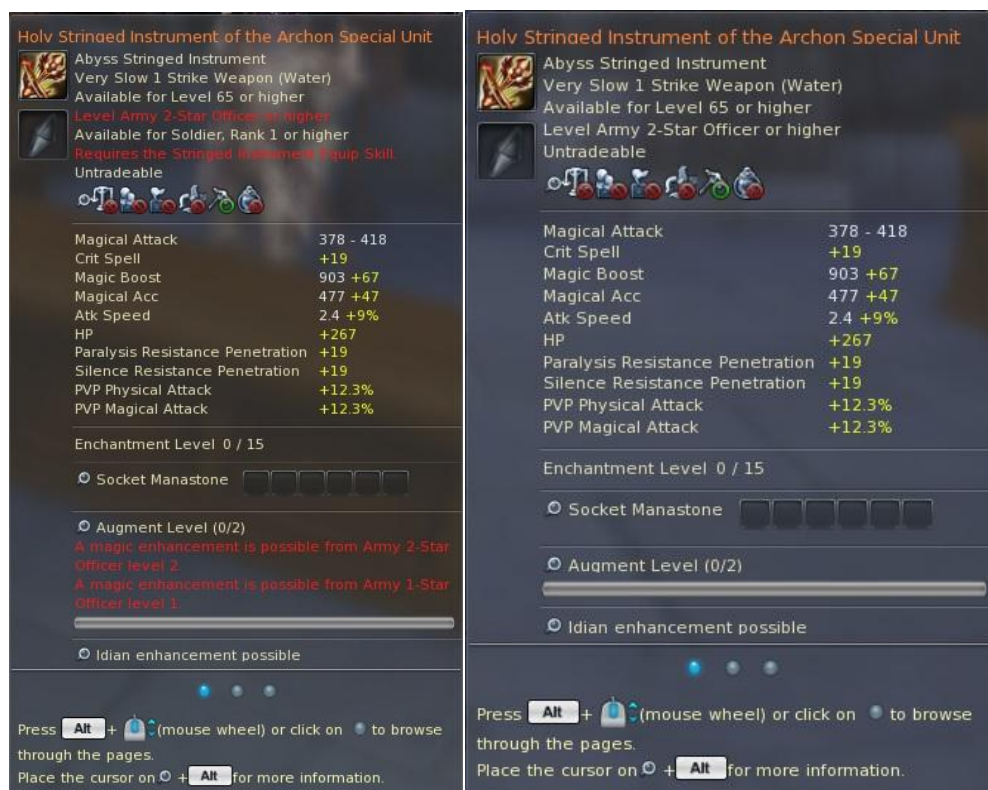 Holy Stringed Instrument of the Archon Special Unit
Abyss Stringed Instrument
Very Slow 1 Strike Weapon (Water)
Available for Level 65 or higher
Level Army 2-Star Officer or higher
Available for Soldier, Rank 1 or higher
Requires the Stringed Instrument Equip Skill.
Untradeable
Magical Attack 378 - 418
Crit Spell +19
Magic Boost 903 +67
Magical Acc 477 +47
Atk Speed 2.4 +9%
HP +267
Paralysis Resistance Penetration +19
Silence Resistance Penetration +19
PVP Physical Attack +12.3%
PVP Magical Attack +12.3%
Enchantment Level 0 / 15
Socket Manastone
Augment Level (0/2)
A magic enhancement is possible from Army 2-Star
Officer level 2.
A magic enhancement is possible from Army 1-Star
Officer level 1.
Idian enhancement possible
Press Alt + (mouse wheel) or click on to browse
through the pages.
Place the cursor on + Alt for more information.
Holy Stringed Instrument of the Archon Special Unit
Abyss Stringed Instrument
Very Slow 1 Strike Weapon (Water)
Available for Level 65 or higher
Level Army 2-Star Officer or higher
Untradeable
Magical Attack 378 - 418
Crit Spell +19
Magic Boost 903 +67
Magical Acc 477 +47
Atk Speed 2.4 +9%
HP +267
Paralysis Resistance Penetration +19
Silence Resistance Penetration +19
PVP Physical Attack +12.3%
PVP Magical Attack +12.3%
Enchantment Level 0 / 15
Socket Manastone
Augment Level (0/2)
Idian enhancement possible
Press Alt + (mouse wheel) or click on to browse
through the pages.
Place the cursor on + Alt for more information.